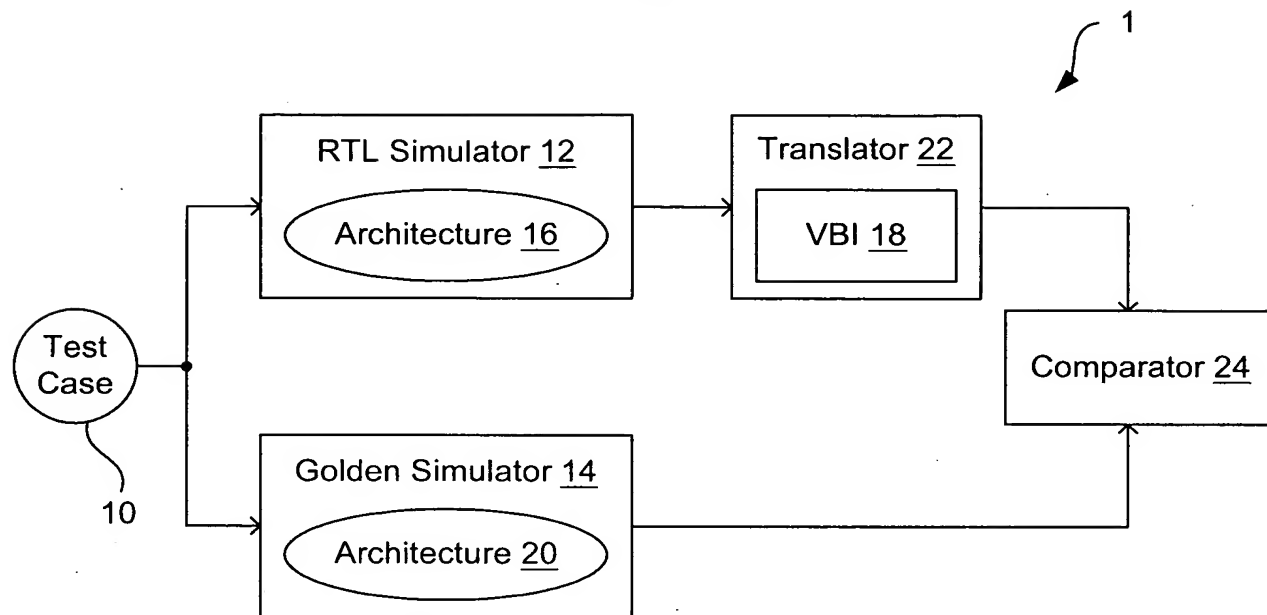 1
RTL Simulator 12
Architecture 16
Translator 22
VBI 18
Test
Case
10
Comparator 24
Golden Simulator 14
Architecture 20